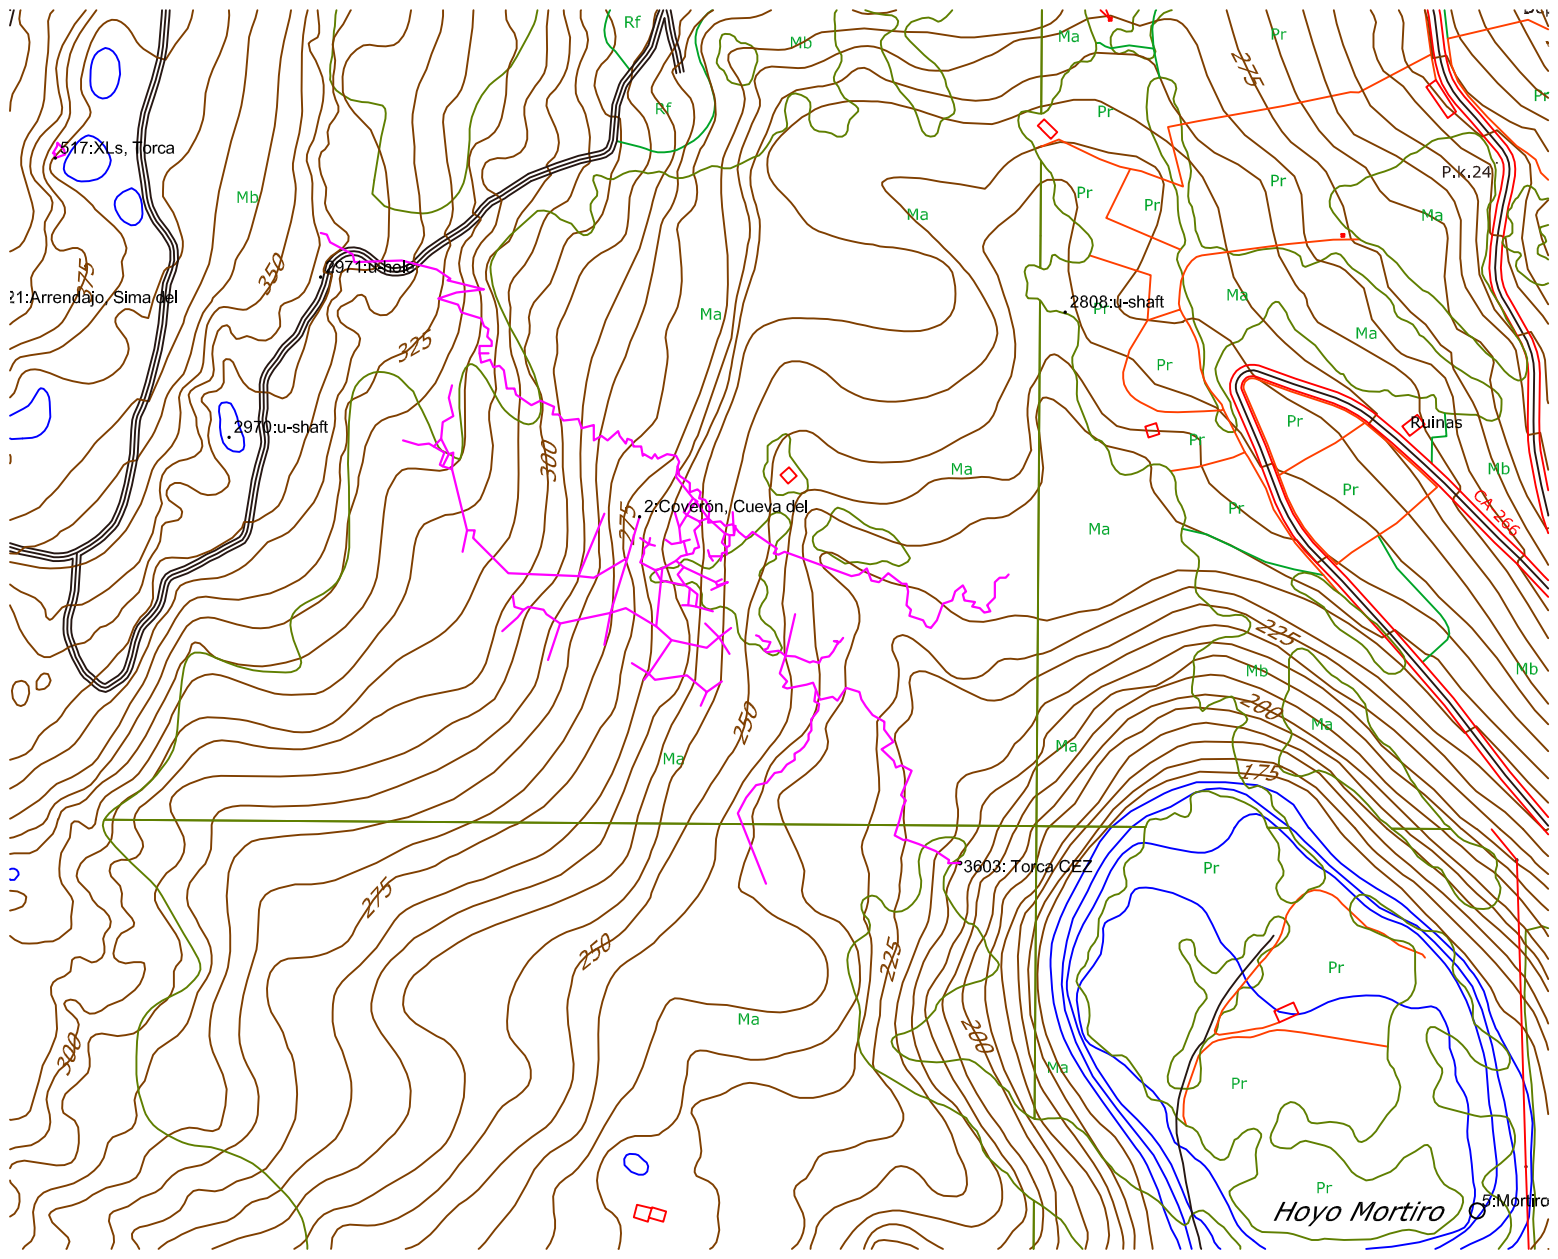 Rf
Mb
Ma
Pr
275
Rf
Pr
Pr
517:XLs, Torca
P.k.24
Mb
Pr
Pr
Pr
Ma
Ma
375
350
2971:u-hole
21:Arrendajo, Sima del
2808:u-shaft
Pr
Ma
Ma
Ma
325
Pr
2970:u-shaft
Pr
Ruinas
Pr
300
Ma
Mb
Pr
CA-266
275
2:Coverón, Cueva del
Pr
Ma
225
Mb
Mb
200
Ma
250
Ma
Ma
175
3603: Torca CEZ
Pr
275
250
225
Pr
Ma
200
300
Ma
Pr
Pr
Hoyo Mortiro
5:Mortiro